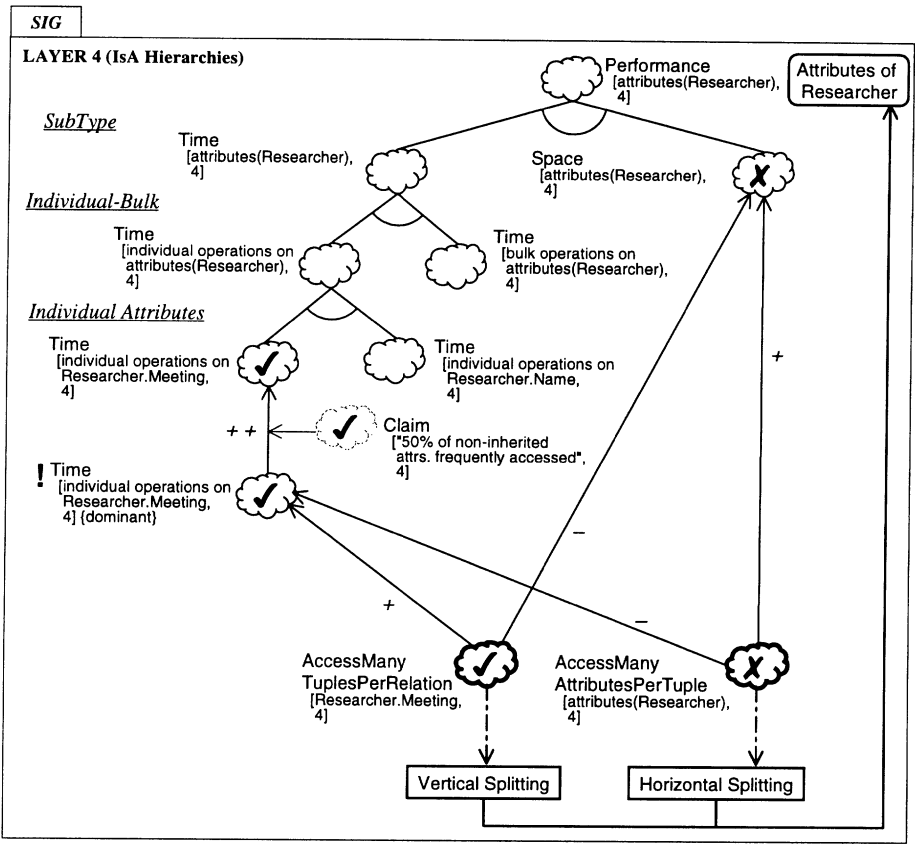 SIG
LAYER 4 (IsA Hierarchies)
Performance
[attributes(Researcher),
4]
Attributes of
Researcher
SubType
Time
[attributes(Researcher),
4]
Space
[attributes(Researcher),
4]
Individual-Bulk
Time
[individual operations on
attributes(Researcher),
4]
Time
[bulk operations on
attributes(Researcher),
4]
Individual Attributes
Time
[individual operations on
Researcher.Meeting,
4]
Time
[individual operations on
Researcher.Name,
4]
+
+ +
Claim
["50% of non-inherited
attrs. frequently accessed",
4]
! Time
[individual operations on
Researcher.Meeting,
4] {dominant}
−
+
−
AccessMany
TuplesPerRelation
[Researcher.Meeting,
4]
AccessMany
AttributesPerTuple
[attributes(Researcher),
4]
Vertical Splitting
Horizontal Splitting